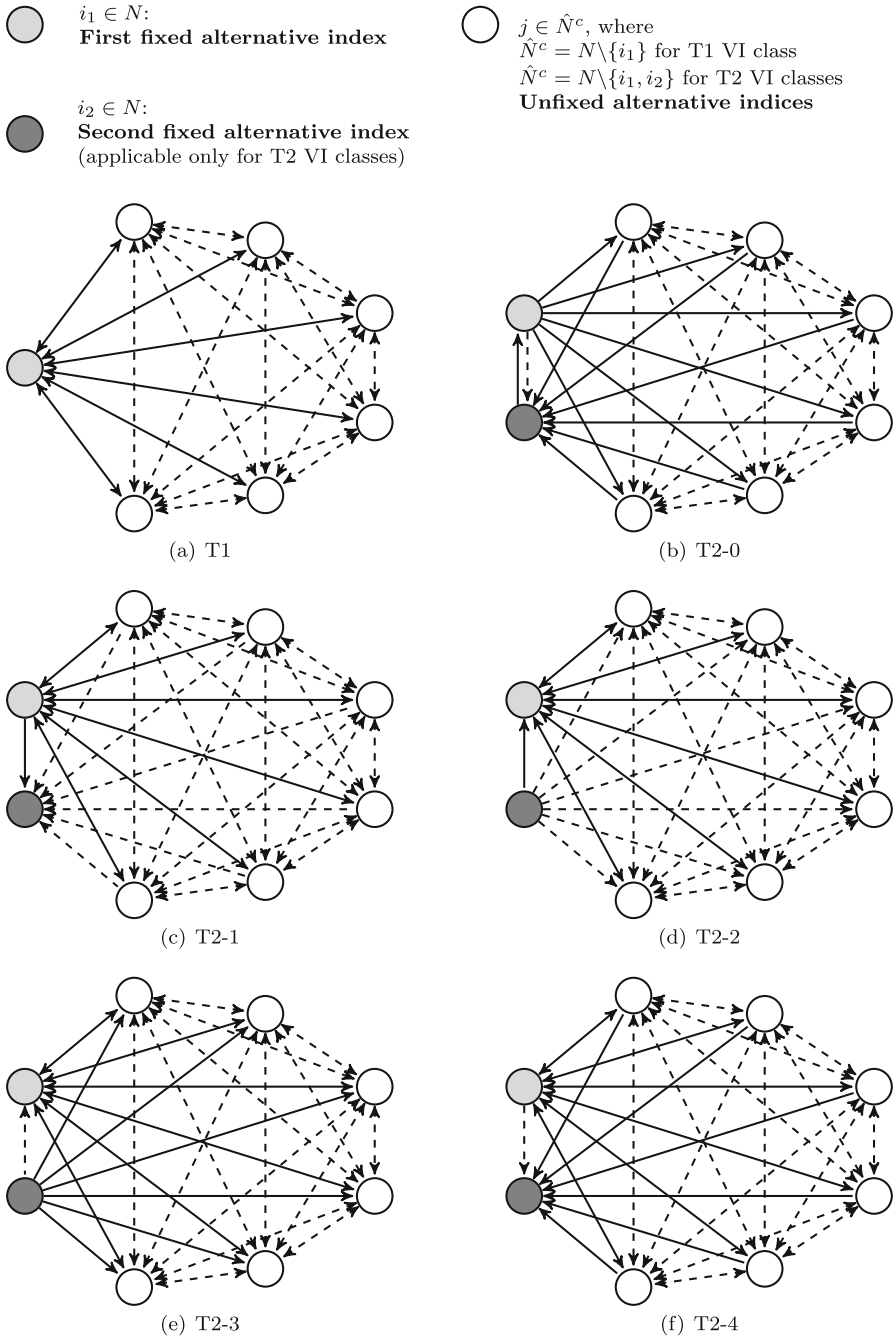 i₁ ∈ N:
First fixed alternative index
i₂ ∈ N:
Second fixed alternative index
(applicable only for T2 VI classes)
j ∈ N̂ᶜ, where
N̂ᶜ = N\{i₁} for T1 VI class
N̂ᶜ = N\{i₁, i₂} for T2 VI classes
Unfixed alternative indices
(a) T1
(b) T2-0
(c) T2-1
(d) T2-2
(e) T2-3
(f) T2-4